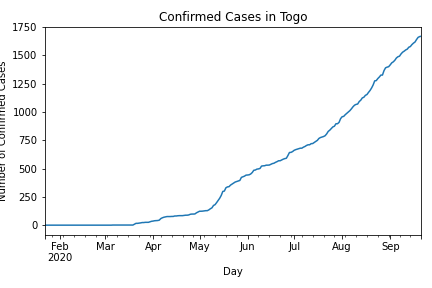 Confirmed Cases in Togo
Number of Confirmed Cases
1750
1500
1250
1000
750
500
250
0
Feb Mar Apr May Jun Jul Aug Sep
2020
Day